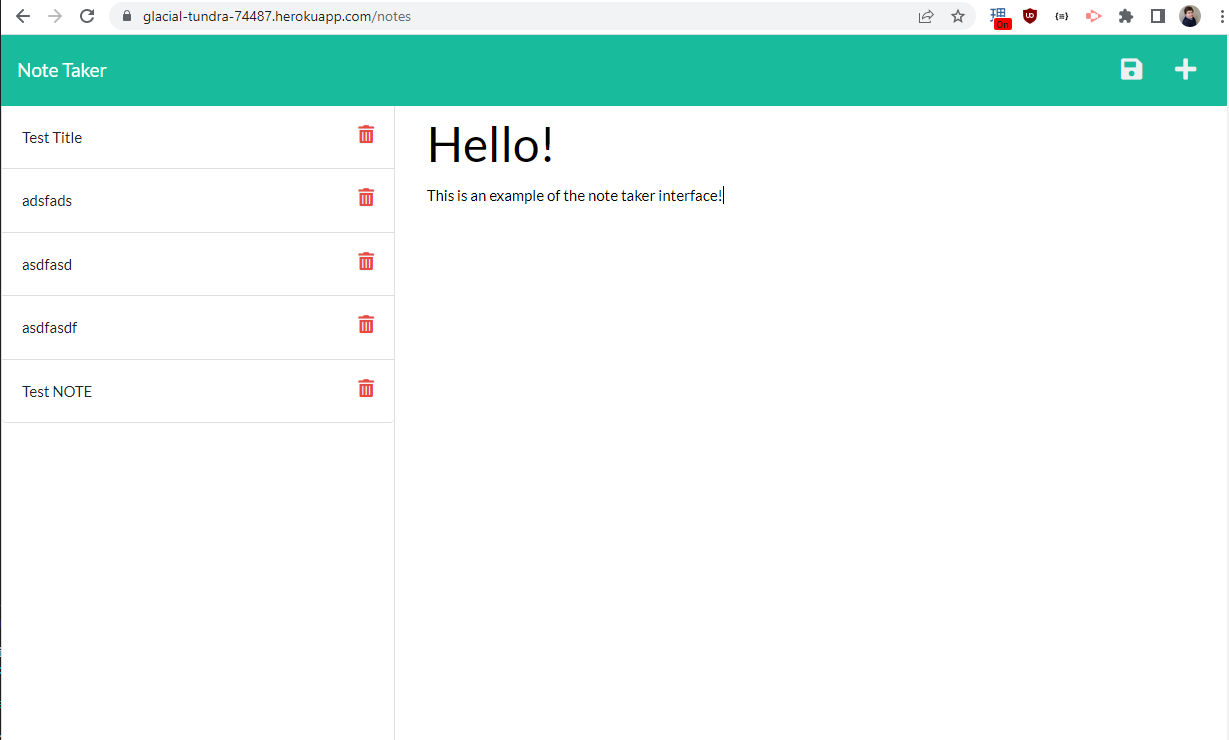 glacial-tundra-74487.herokuapp.com/notes
理
On
UD
Note Taker
Test Title
adsfads
asdfasd
asdfasdf
Test NOTE
Hello!
This is an example of the note taker interface!